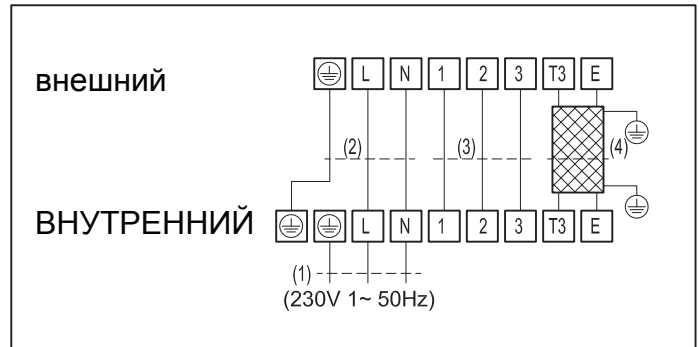 внешний
L N 1 2 3 T3 E
(2) (3) (4)
ВНУТРЕННИЙ
L N 1 2 3 T3 E
(1)
(230V 1~ 50Hz)